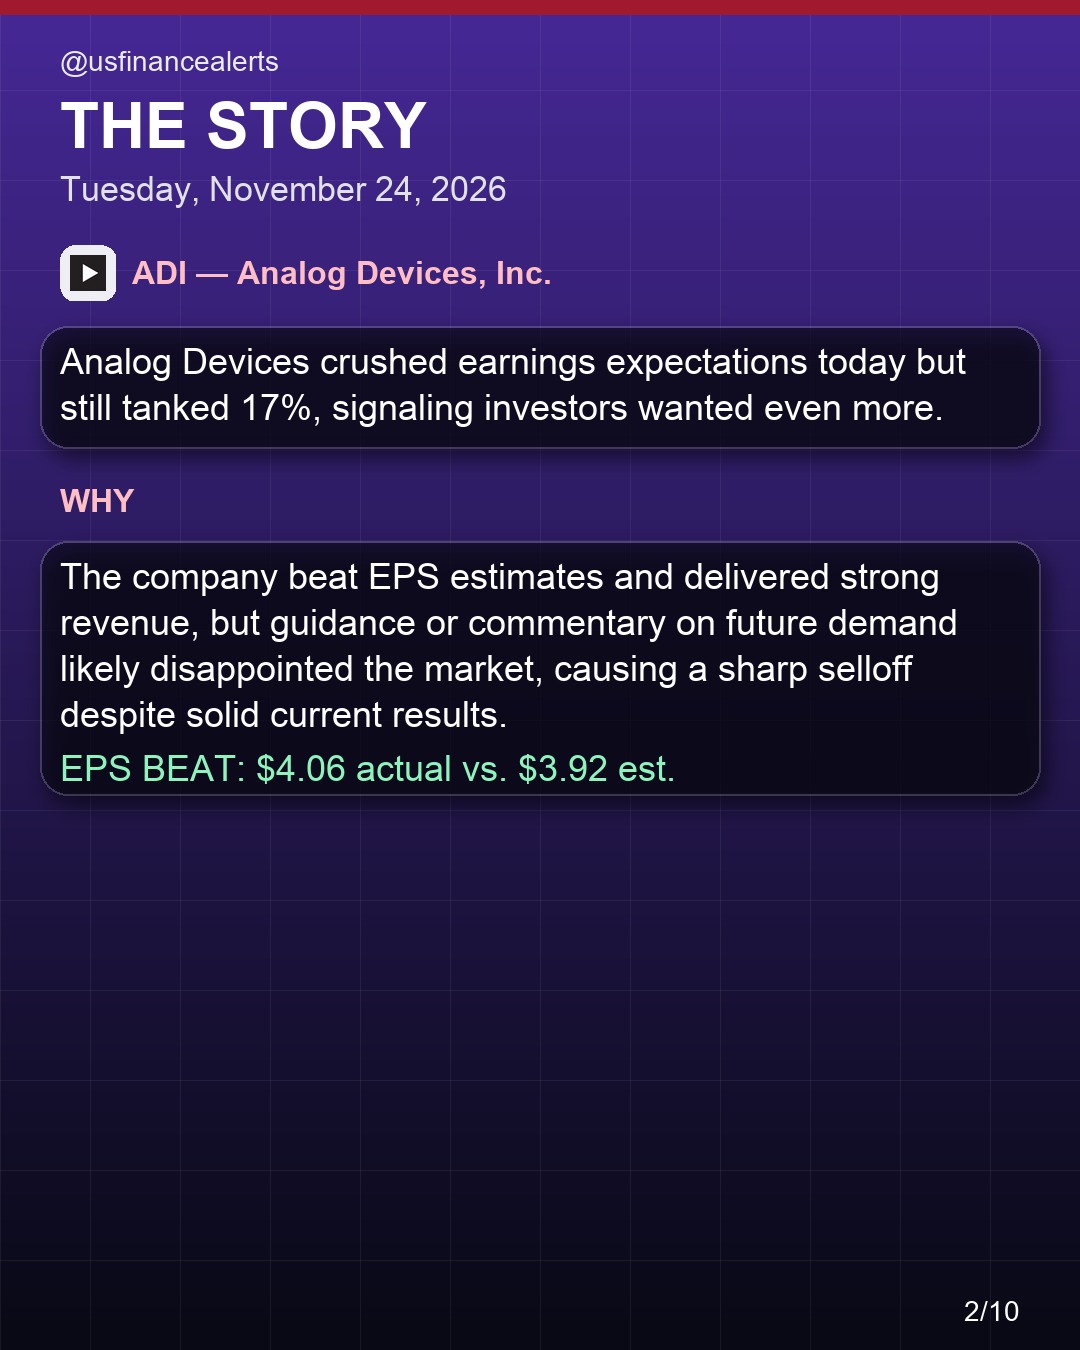 @usfinancealerts
THE STORY
Tuesday, November 24, 2026
ADI — Analog Devices, Inc.
Analog Devices crushed earnings expectations today but
still tanked 17%, signaling investors wanted even more.
WHY
The company beat EPS estimates and delivered strong
revenue, but guidance or commentary on future demand
likely disappointed the market, causing a sharp selloff
despite solid current results.
EPS BEAT: $4.06 actual vs. $3.92 est.
2/10